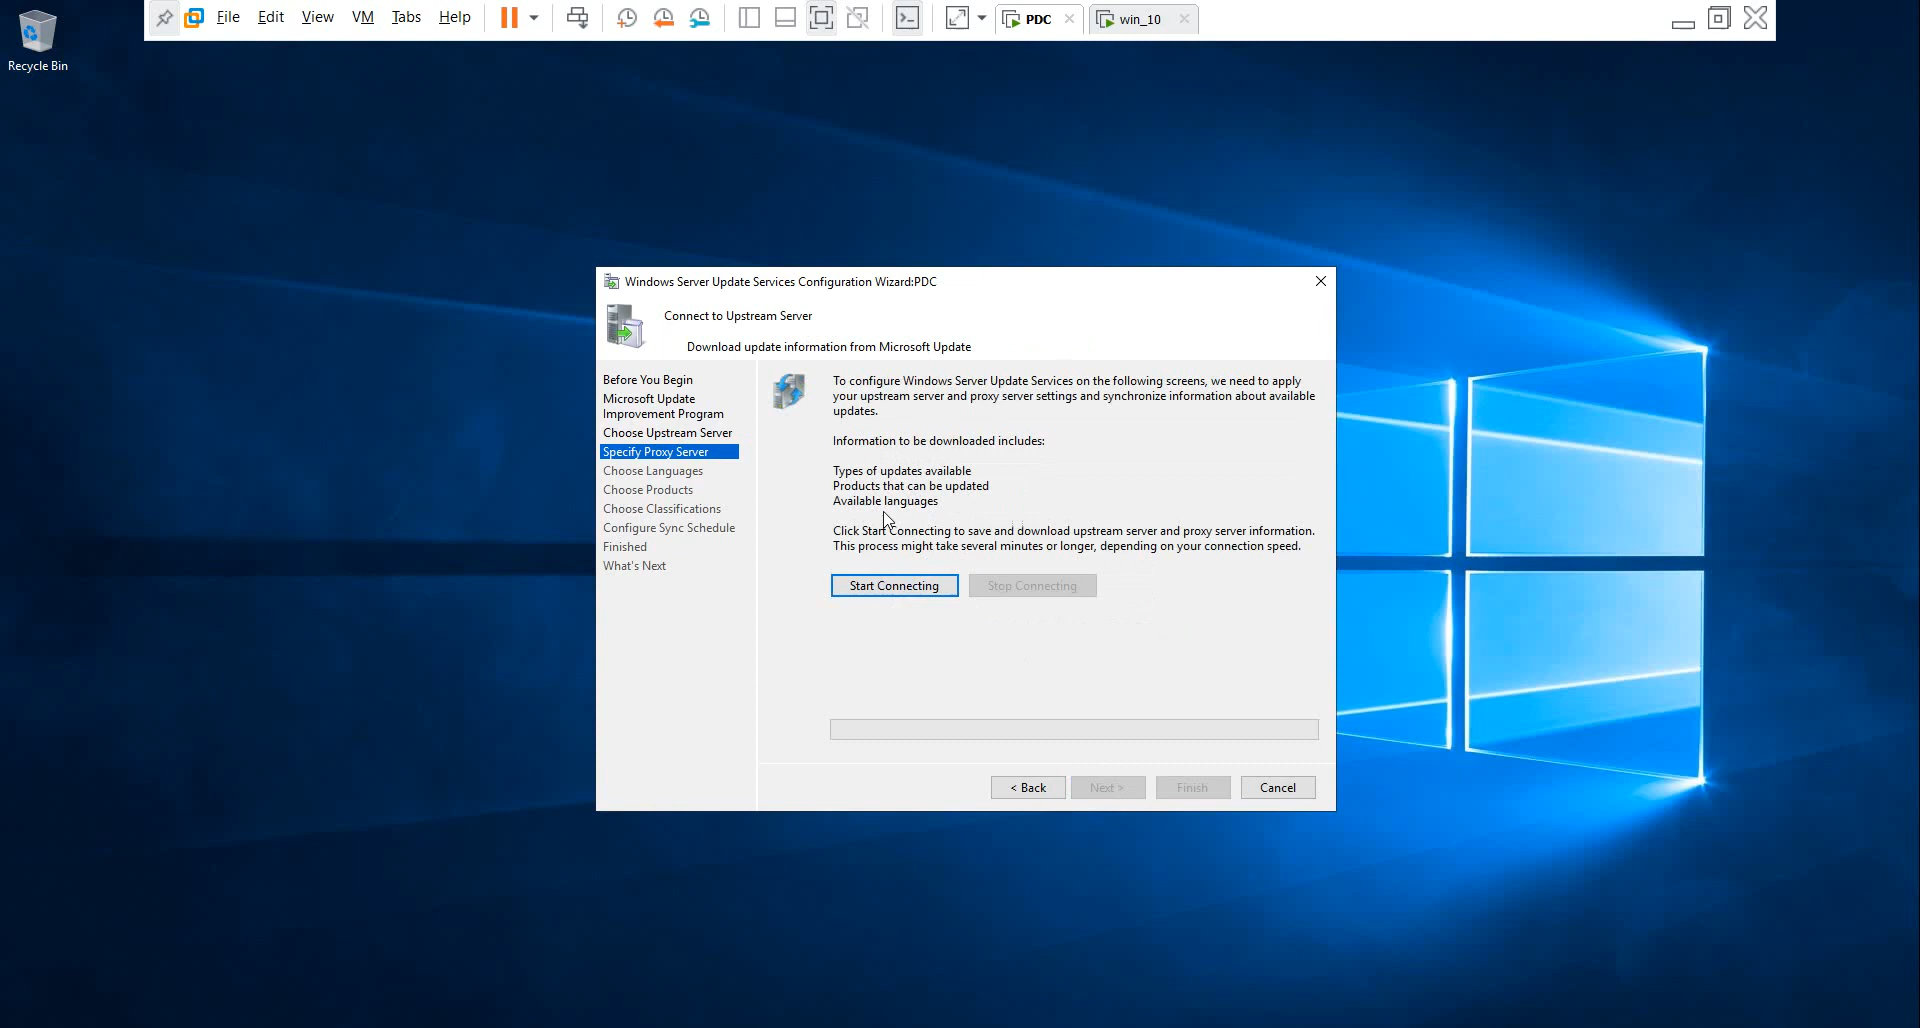 File Edit View VM Tabs Help PDC win_10
Recycle Bin
Windows Server Update Services Configuration Wizard:PDC
Connect to Upstream Server
Download update information from Microsoft Update
Before You Begin
Microsoft Update
Improvement Program
Choose Upstream Server
Specify Proxy Server
Choose Languages
Choose Products
Choose Classifications
Configure Sync Schedule
Finished
What's Next
To configure Windows Server Update Services on the following screens, we need to apply
your upstream server and proxy server settings and synchronize information about available
updates.
Information to be downloaded includes:
Types of updates available
Products that can be updated
Available languages
Click Start Connecting to save and download upstream server and proxy server information.
This process might take several minutes or longer, depending on your connection speed.
Start Connecting Stop Connecting
< Back Next > Finish Cancel